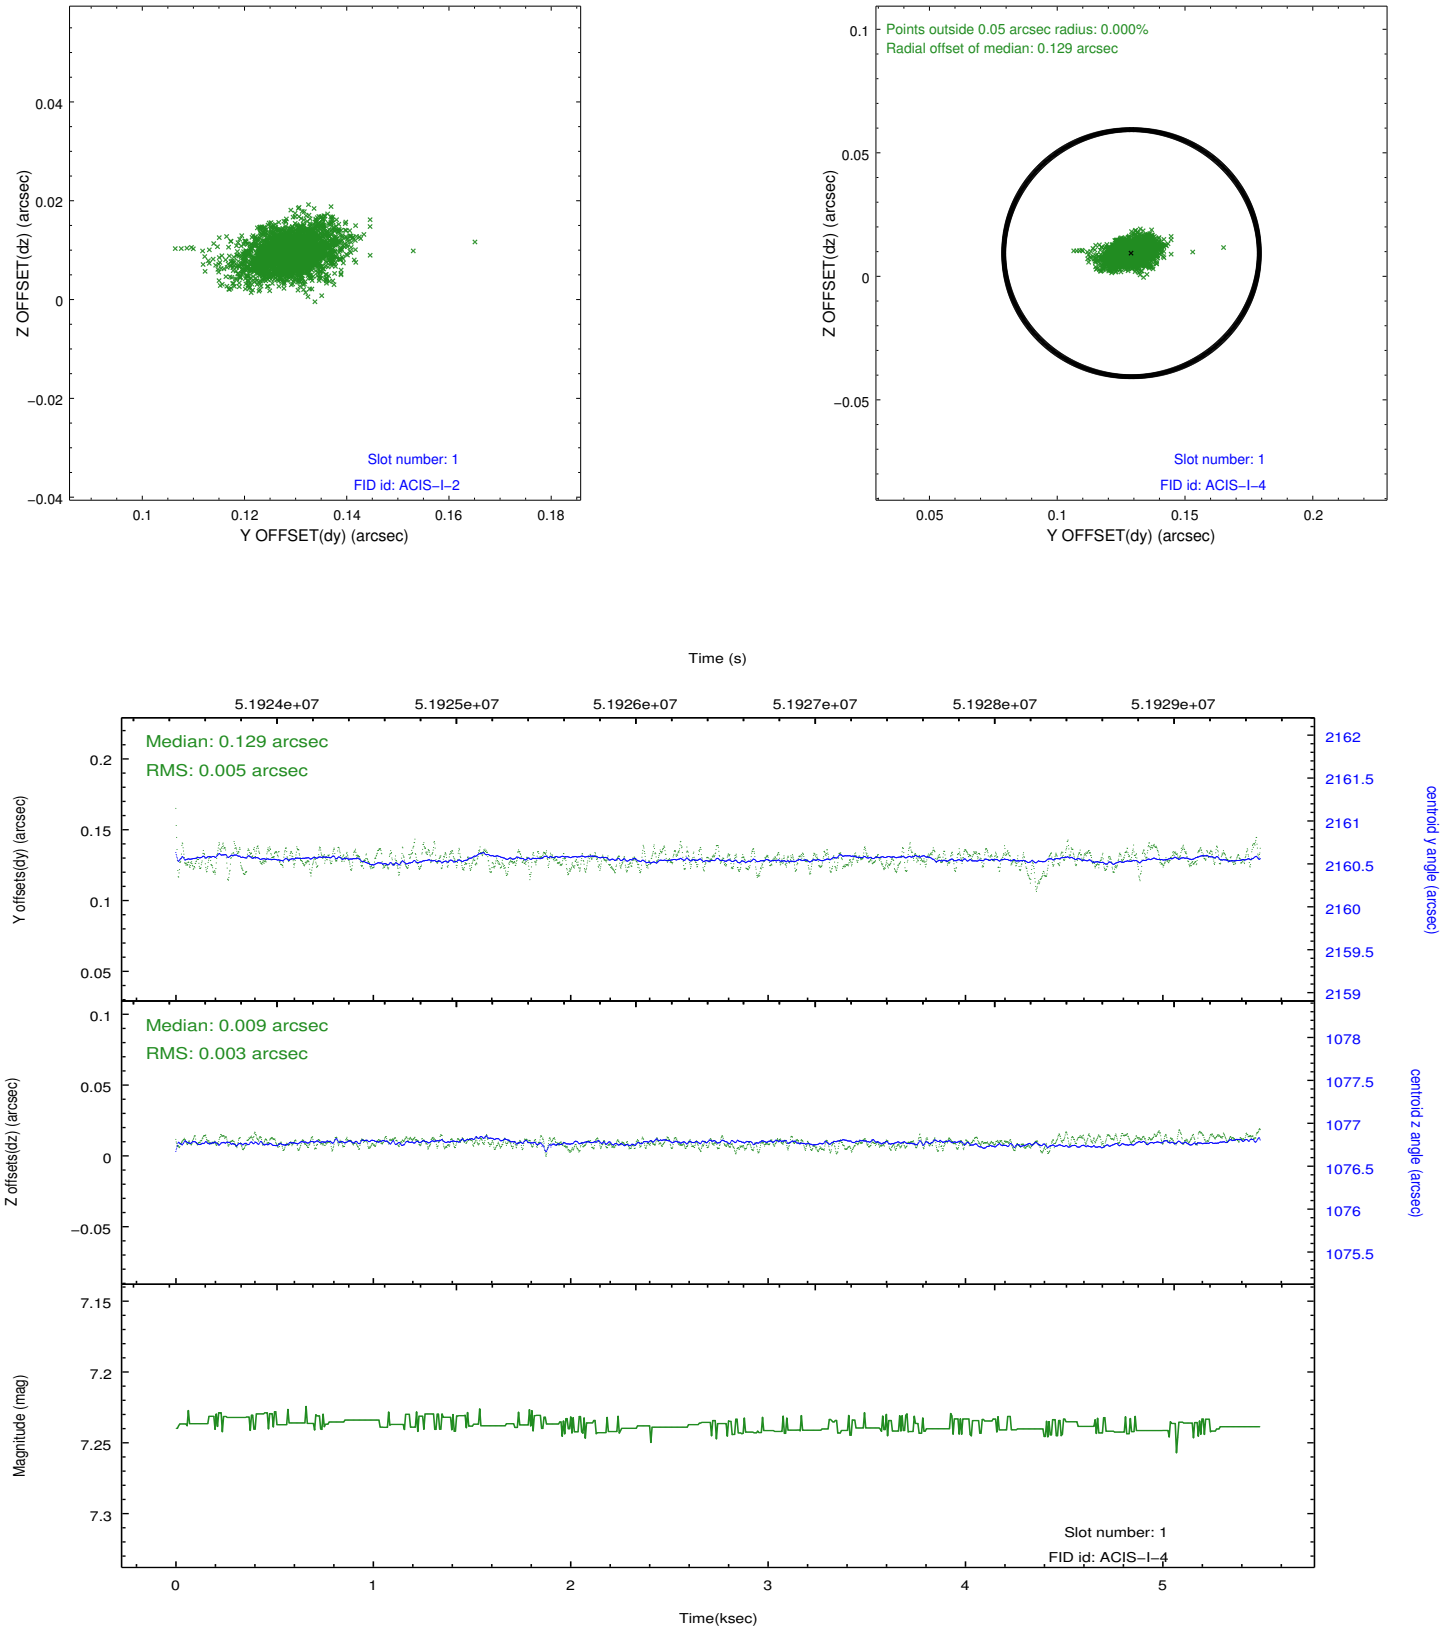 0.04
0.02
0
−0.02
−0.04
Z OFFSET(dz) (arcsec)
Slot number: 1
FID id: ACIS−I−2
0.1 0.12 0.14 0.16 0.18
Y OFFSET(dy) (arcsec)
Points outside 0.05 arcsec radius: 0.000%
Radial offset of median: 0.129 arcsec
0.1
0.05
0
−0.05
Z OFFSET(dz) (arcsec)
Slot number: 1
FID id: ACIS−I−4
0.05 0.1 0.15 0.2
Y OFFSET(dy) (arcsec)
Time (s)
5.1924e+07 5.1925e+07 5.1926e+07 5.1927e+07 5.1928e+07 5.1929e+07
Median: 0.129 arcsec
RMS: 0.005 arcsec
0.2
0.15
0.1
0.05
Y offsets(dy) (arcsec)
2162
2161.5
2161
2160.5
2160
2159.5
2159
centroid y angle (arcsec)
Median: 0.009 arcsec
RMS: 0.003 arcsec
0.1
0.05
0
−0.05
Z offsets(dz) (arcsec)
1078
1077.5
1077
1076.5
1076
1075.5
centroid z angle (arcsec)
7.15
7.2
7.25
7.3
Magnitude (mag)
Slot number: 1
FID id: ACIS−I−4
0 1 2 3 4 5
Time(ksec)